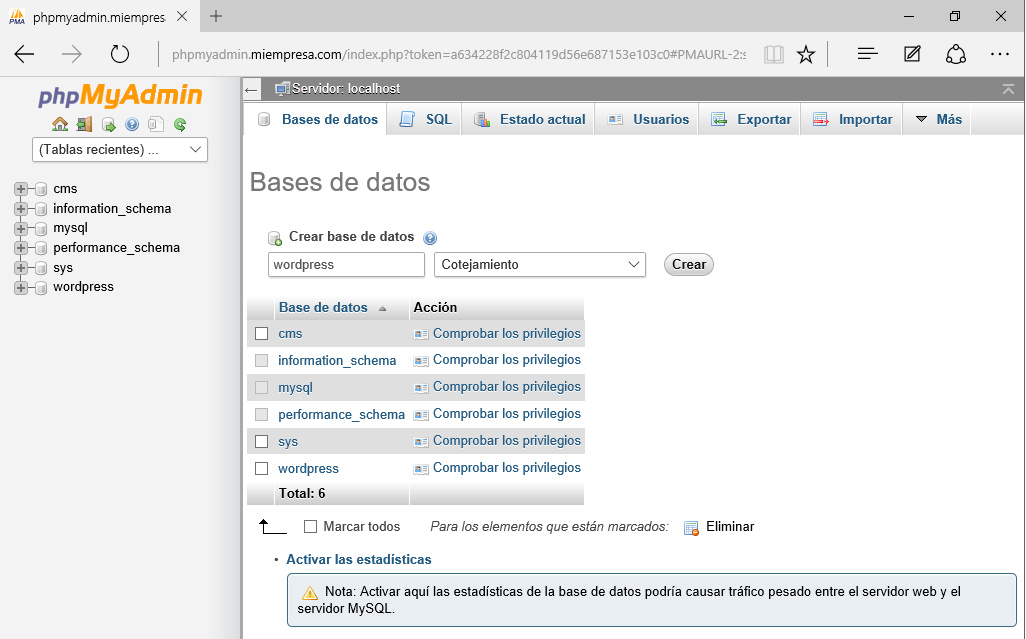 phpmyadmin.miempres
phpmyadmin.miempresa.com/index.php?token=a634228f2c804119d56e687153e103c0#PMAURL-2:s
phpMyAdmin
(Tablas recientes) ...
cms
information_schema
mysql
performance_schema
sys
wordpress
Servidor: localhost
Bases de datos SQL Estado actual Usuarios Exportar Importar Más
Bases de datos
Crear base de datos
wordpress Cotejamiento Crear
Base de datos Acción
cms Comprobar los privilegios
information_schema Comprobar los privilegios
mysql Comprobar los privilegios
performance_schema Comprobar los privilegios
sys Comprobar los privilegios
wordpress Comprobar los privilegios
Total: 6
Marcar todos Para los elementos que están marcados: Eliminar
Activar las estadísticas
Nota: Activar aquí las estadísticas de la base de datos podría causar tráfico pesado entre el servidor web y el
servidor MySQL.